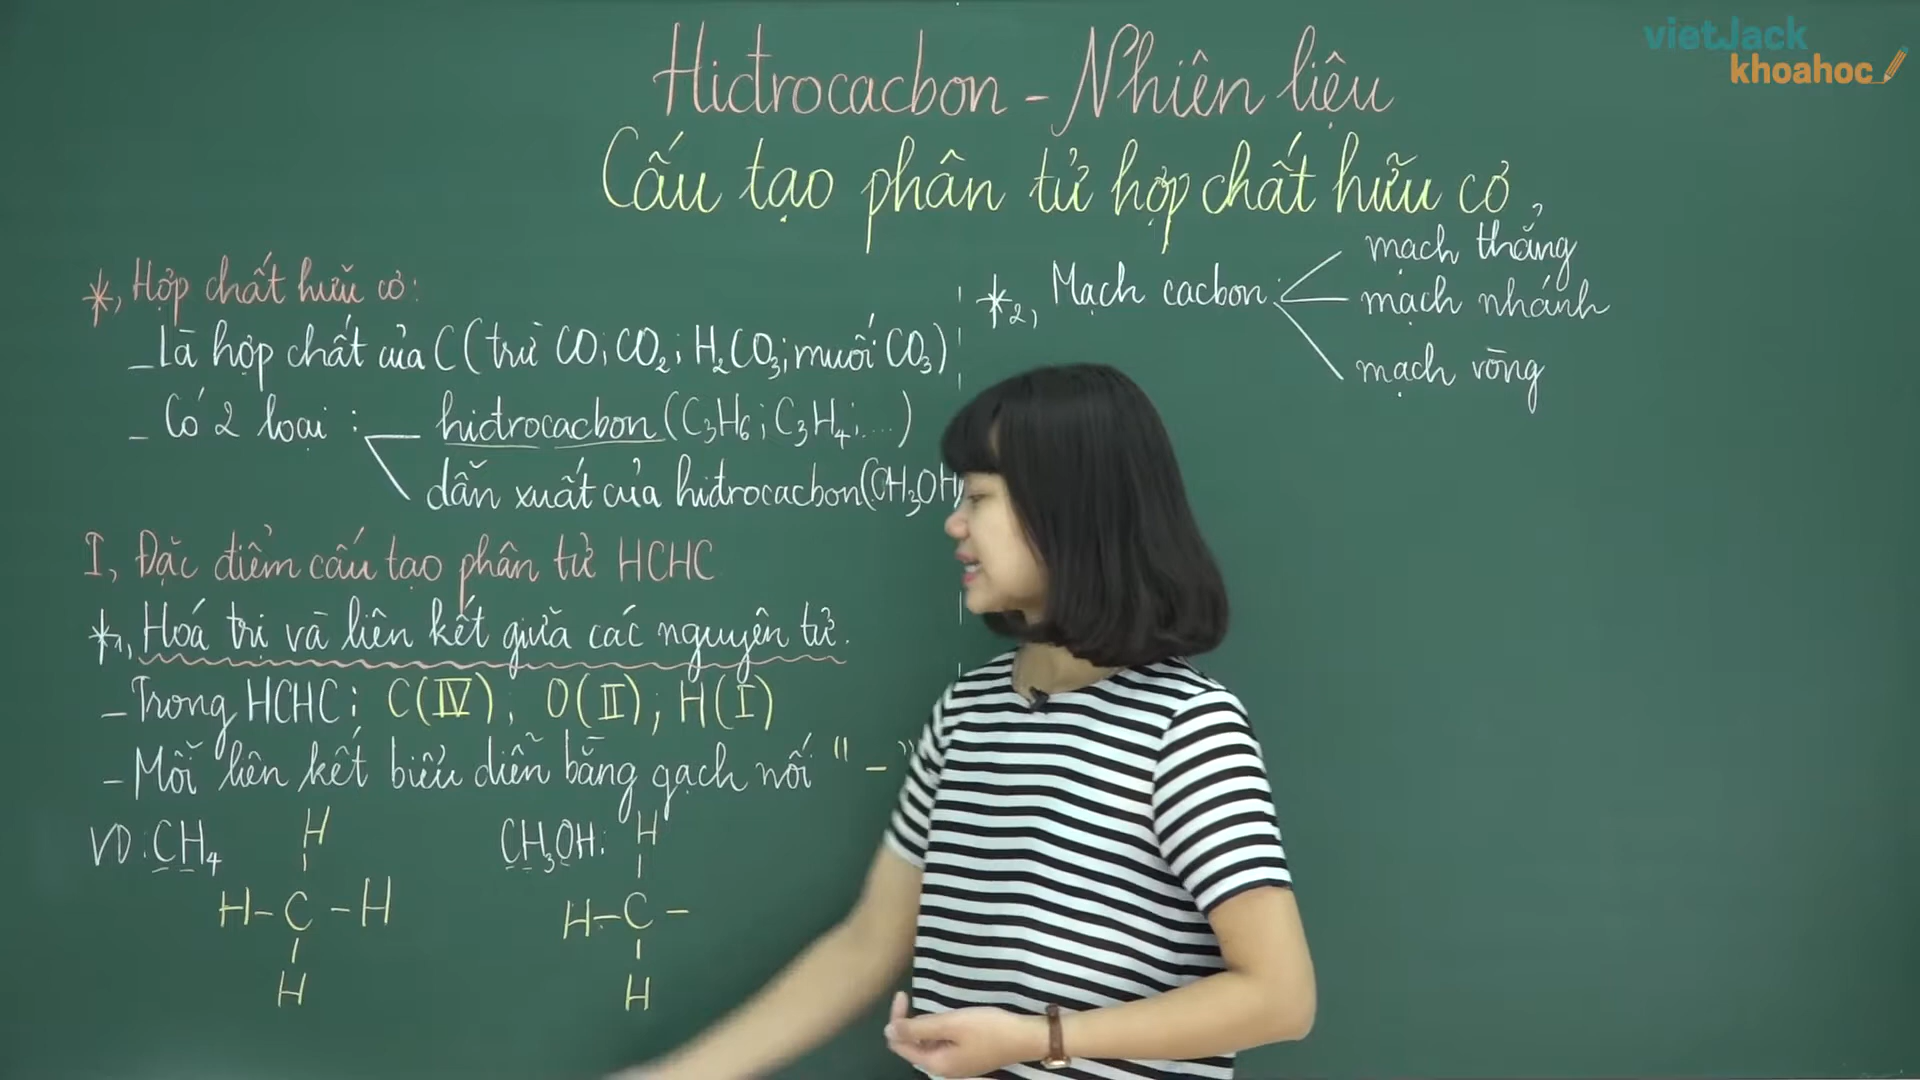 vietJack
khoahoc
Hiđrocacbon - Nhiên liệu
Cấu tạo phân tử hợp chất hữu cơ
*, Hợp chất hữu cơ:
- Là hợp chất của C (trừ CO; CO2; H2CO3; muối CO3)
- Có 2 loại : hiđrocacbon (C3H6; C3H4; ...)
dẫn xuất của hiđrocacbon (CH3OH
I, Đặc điểm cấu tạo phân tử HCHC
*1, Hoá trị và liên kết giữa các nguyên tử.
- Trong HCHC: C(IV); O(II); H(I)
- Mỗi liên kết biểu diễn bằng gạch nối " - "
VD: CH4
H
H - C - H
H
CH3OH:
H
H - C -
H
*2, Mạch cacbon:
mạch thẳng
mạch nhánh
mạch vòng